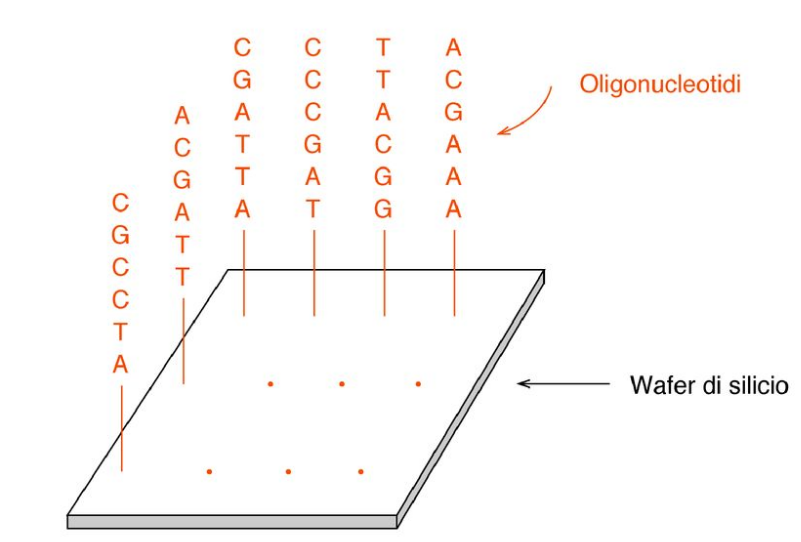 CGATTA
CCCGAT
TTACGG
ACGAAA
Oligonucleotidi
ACGATT
CGCCTA
Wafer di silicio